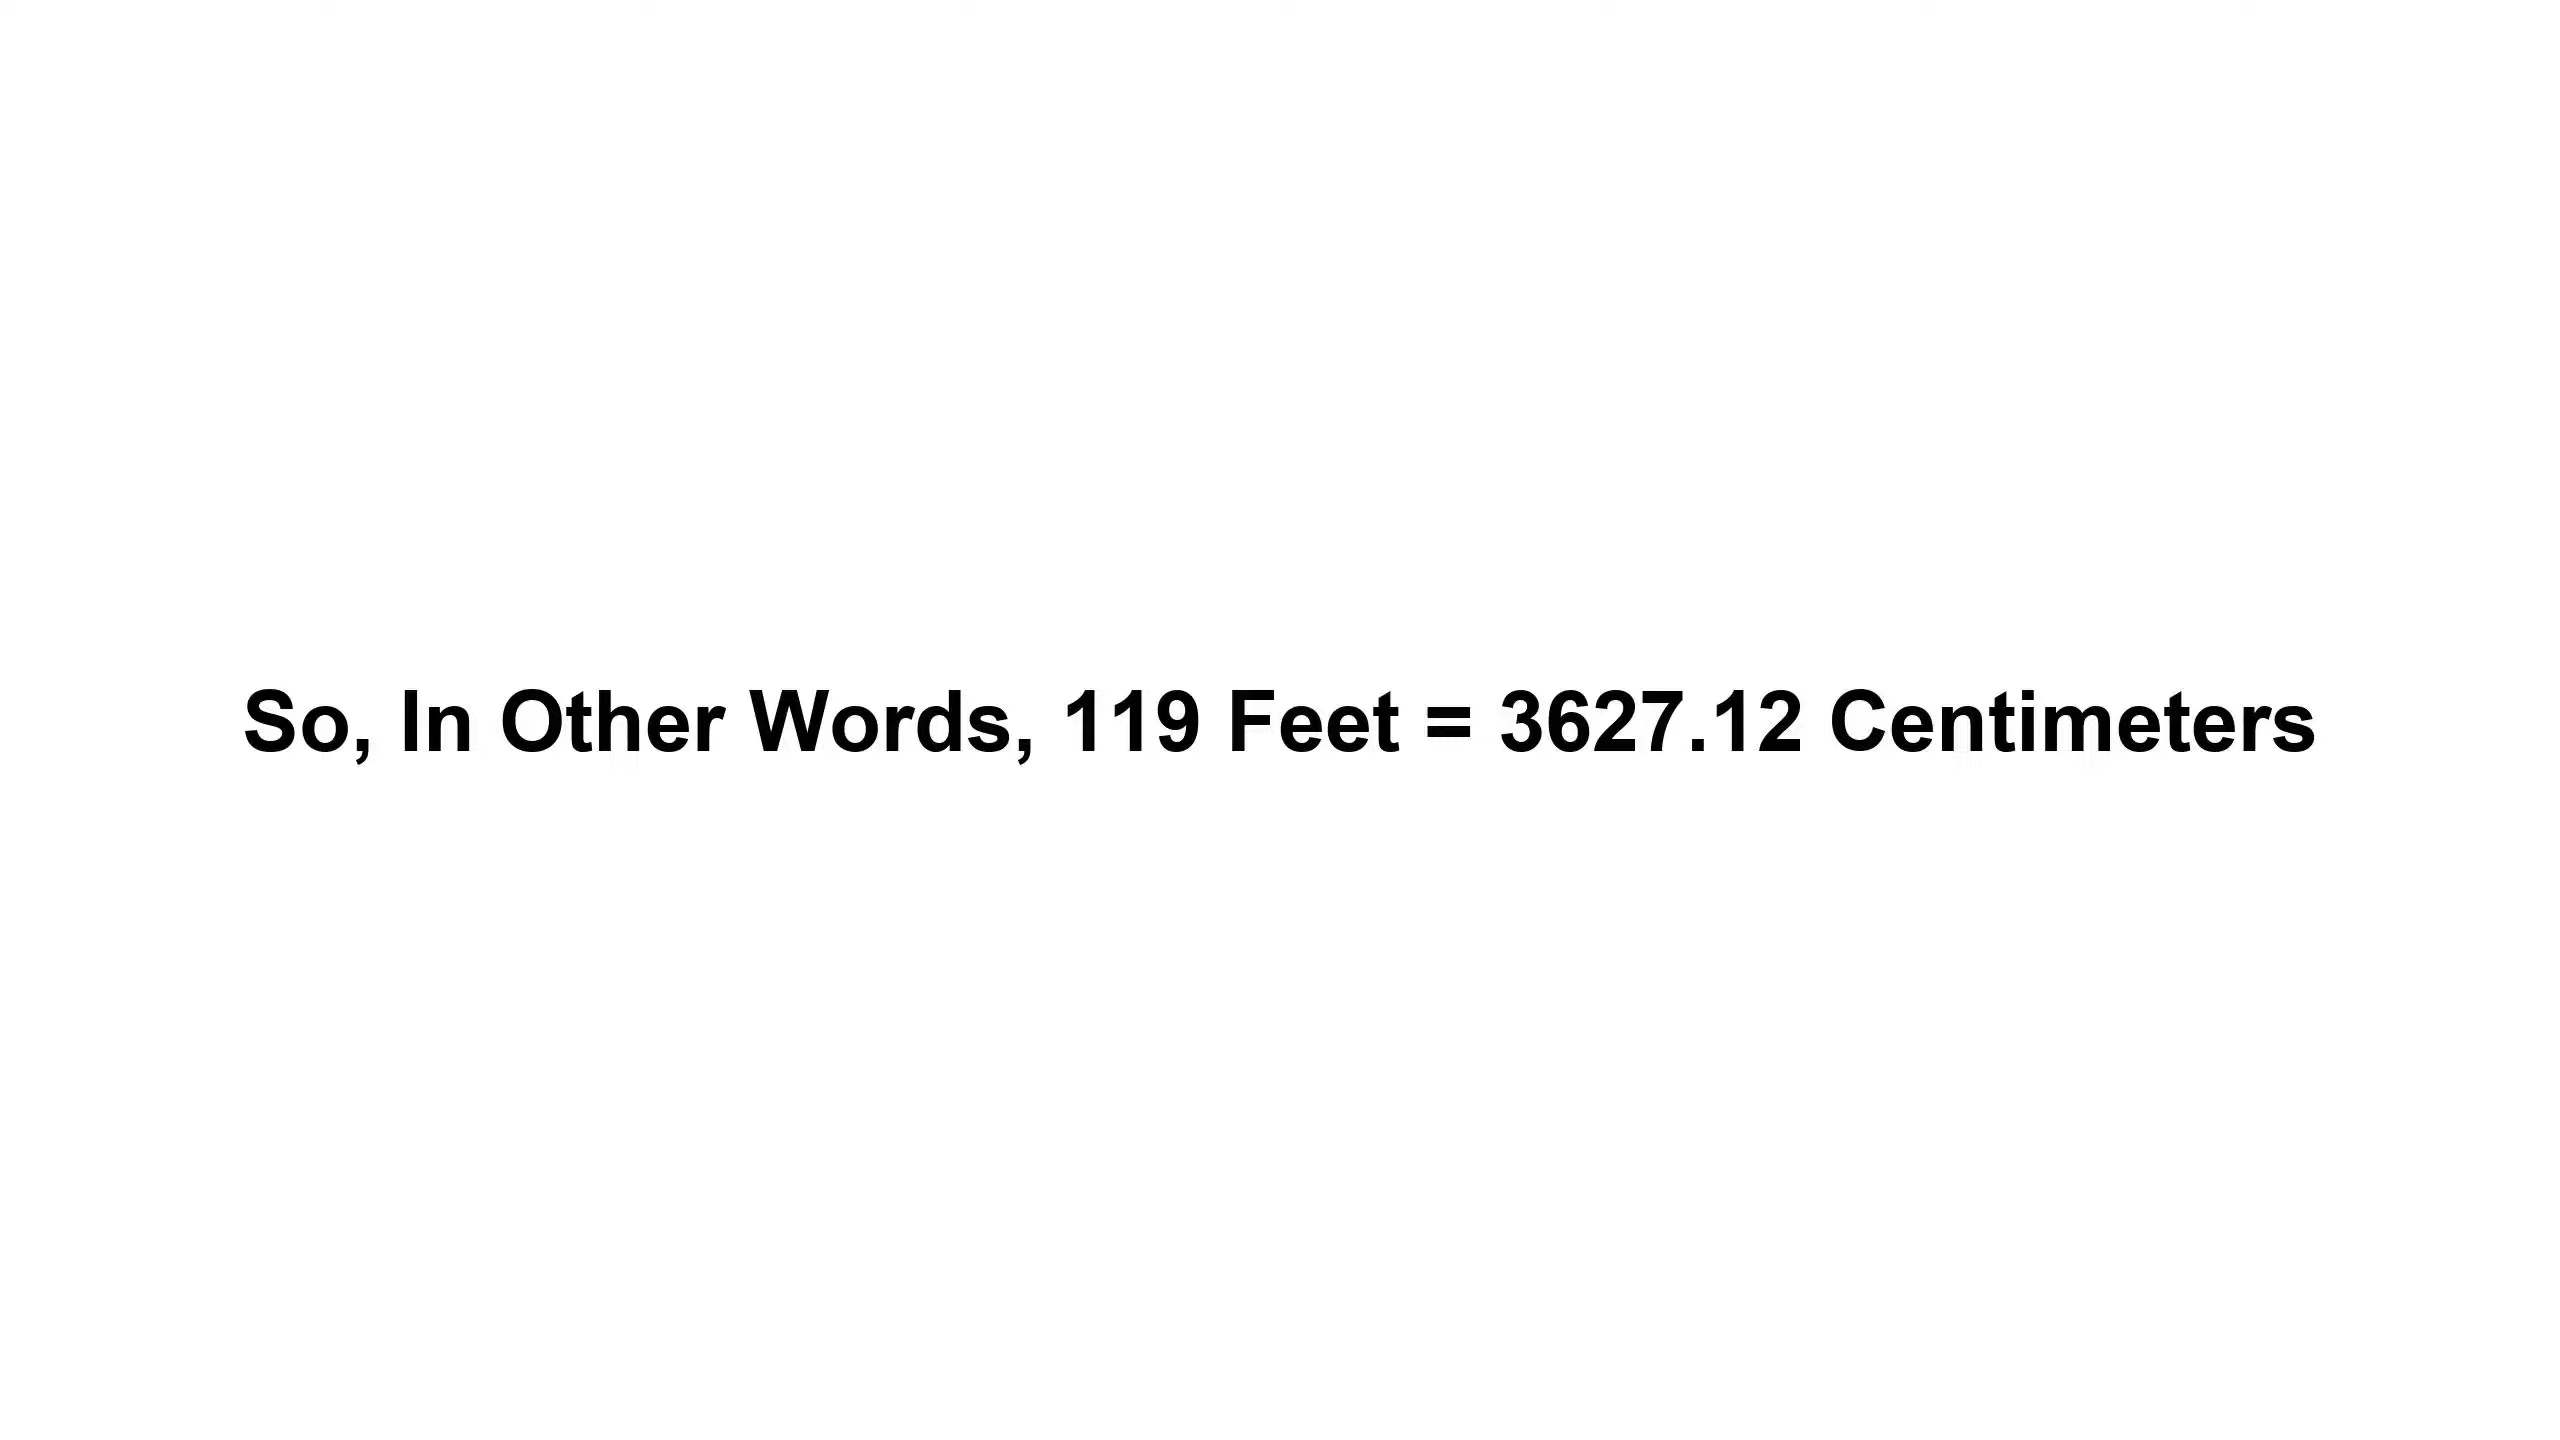 So, In Other Words, 119 Feet = 3627.12 Centimeters